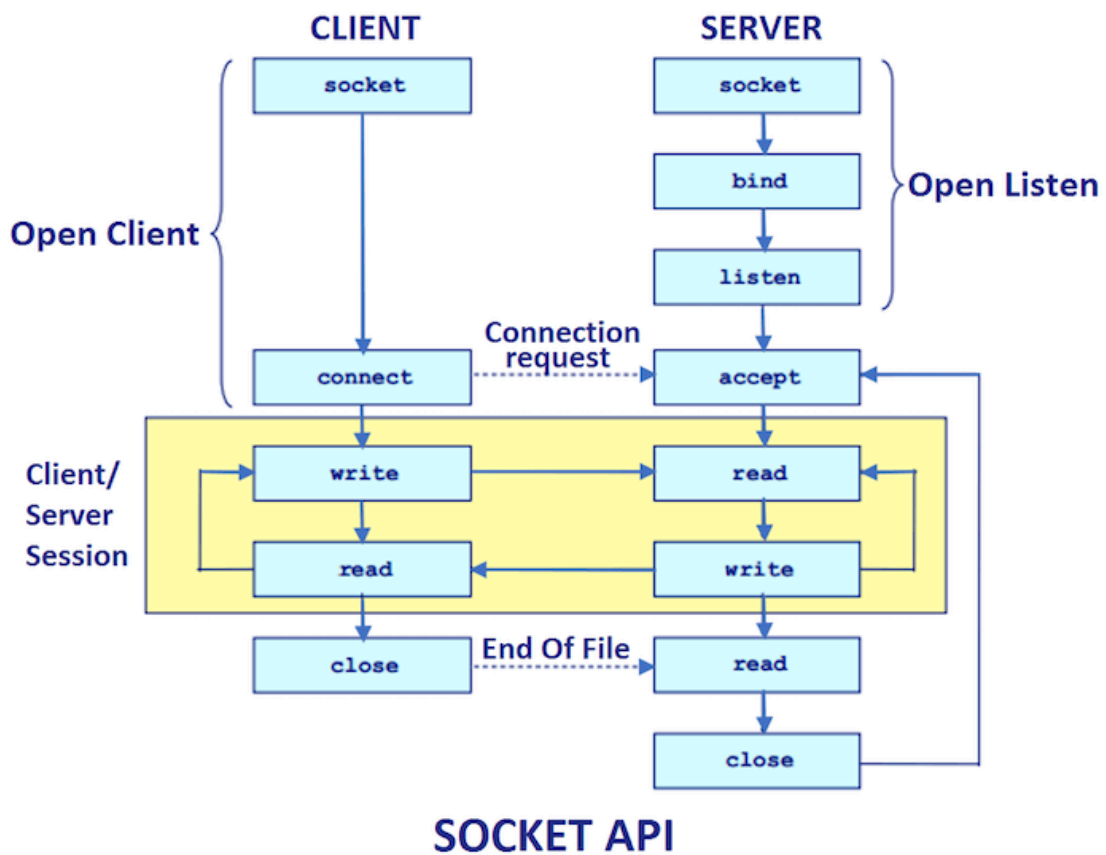 CLIENT
SERVER
socket
socket
bind
Open Listen
Open Client
listen
Connection
request
connect
accept
Client/
Server
Session
write
read
read
write
End Of File
close
read
close
SOCKET API